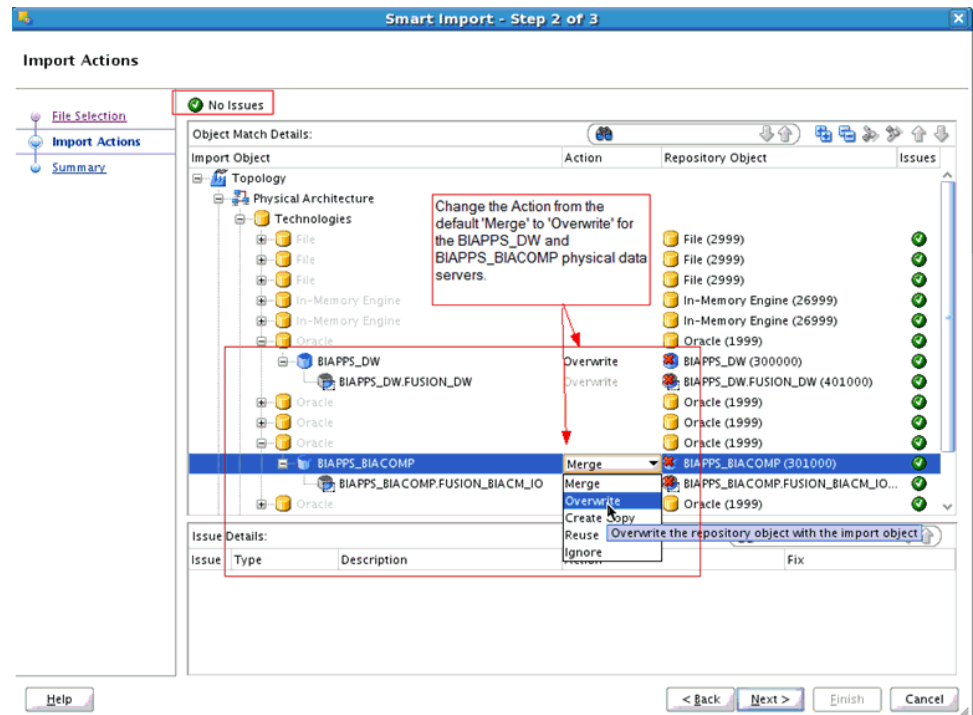 Smart Import - Step 2 of 3
Import Actions
File Selection
Import Actions
Summary
No Issues
Object Match Details:
Import Object Action Repository Object Issues
Topology
Physical Architecture
Technologies
Change the Action from the
default 'Merge' to 'Overwrite' for
the BIAPPS_DW and
BIAPPS_BIACOMP physical data
servers.
File File (2999)
File File (2999)
File File (2999)
In-Memory Engine In-Memory Engine (26999)
In-Memory Engine In-Memory Engine (26999)
Oracle Oracle (1999)
BIAPPS_DW Overwrite BIAPPS_DW (300000)
BIAPPS_DW.FUSION_DW Overwrite BIAPPS_DW.FUSION_DW (401000)
Oracle Oracle (1999)
Oracle Oracle (1999)
Oracle Oracle (1999)
BIAPPS_BIACOMP Merge BIAPPS_BIACOMP (301000)
BIAPPS_BIACOMP.FUSION_BIACM_IO Merge BIAPPS_BIACOMP.FUSION_BIACM_IO...
Overwrite
Oracle Create Copy Oracle (1999)
Reuse Overwrite the repository object with the import object
Ignore
Issue Details:
Issue Type Description Fix
Help < Back Next > Finish Cancel